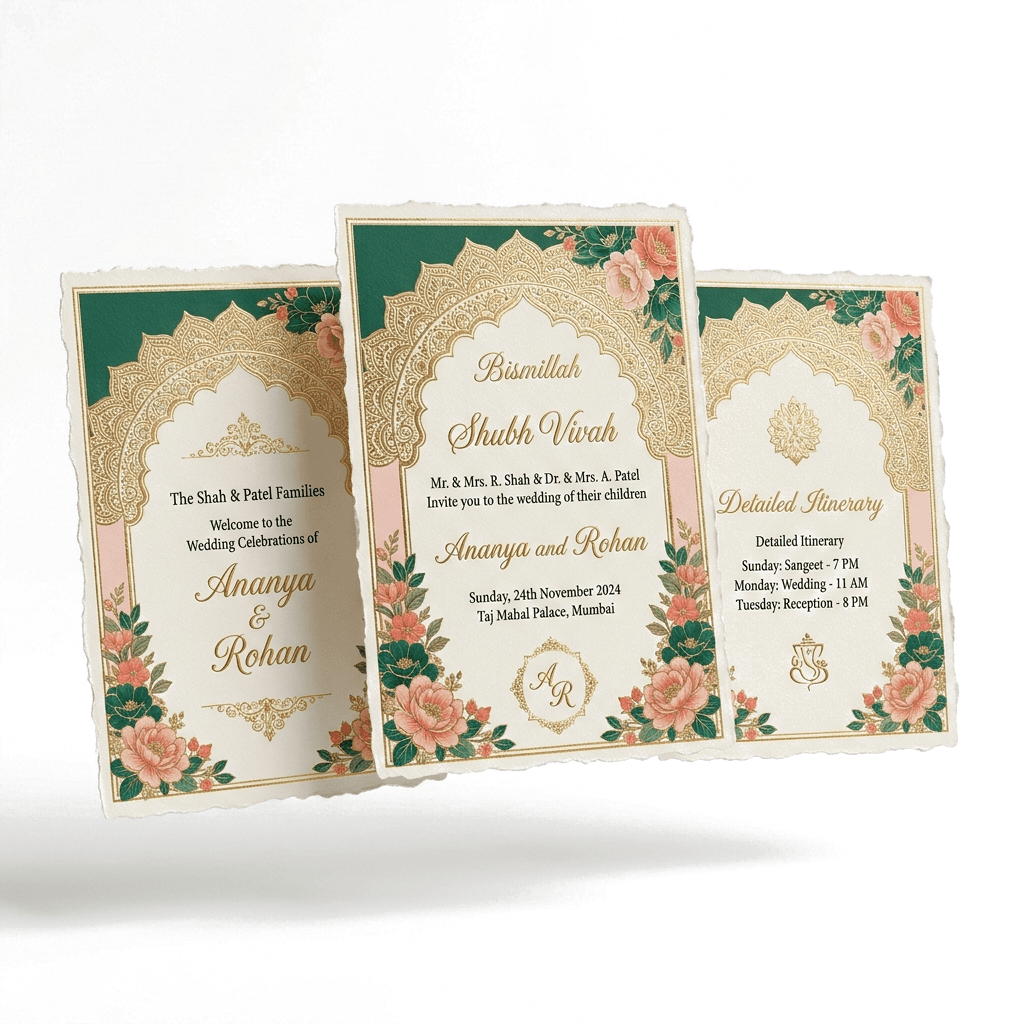 The Shah & Patel Families
Welcome to the
Wedding Celebrations of
Ananya
&
Rohan
Bismillah
Shubh Vivah
Mr. & Mrs. R. Shah & Dr. & Mrs. A. Patel
Invite you to the wedding of their children
Ananya and Rohan
Sunday, 24th November 2024
Taj Mahal Palace, Mumbai
AR
Detailed Itinerary
Detailed Itinerary
Sunday: Sangeet - 7 PM
Monday: Wedding - 11 AM
Tuesday: Reception - 8 PM